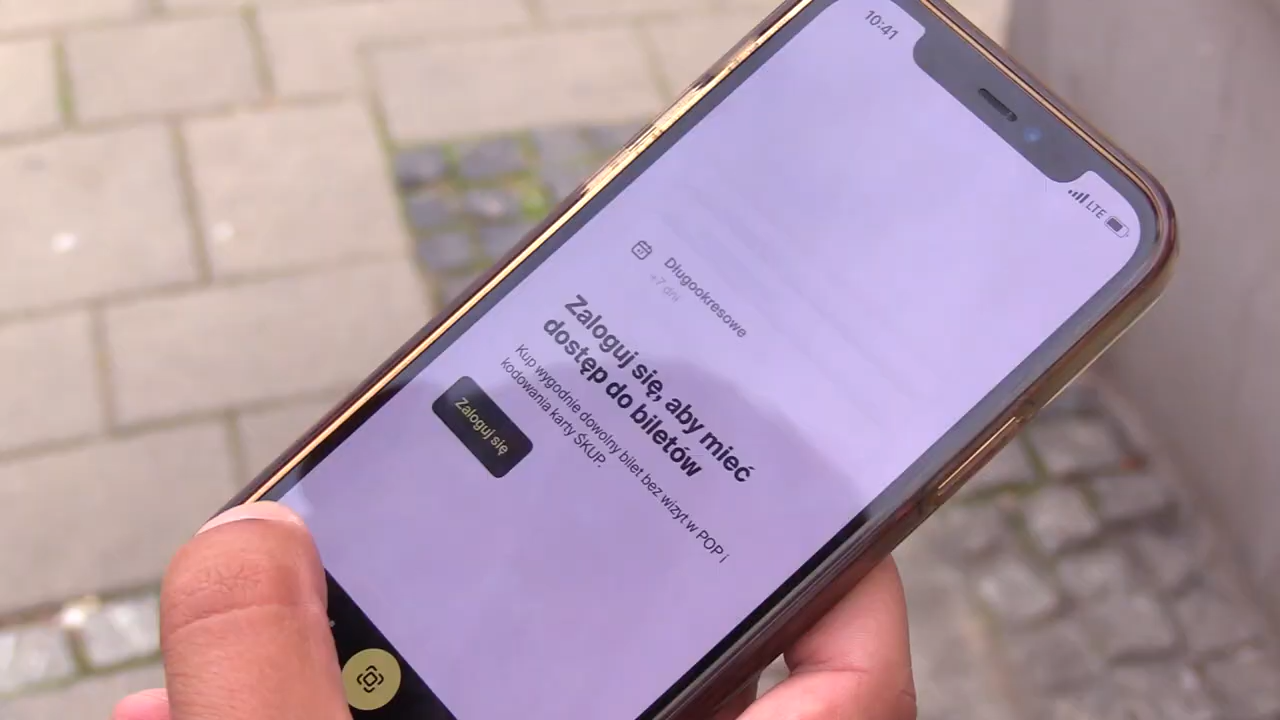 10:41
LTE
Długookresowe
+7 dni
Zaloguj się, aby mieć
dostęp do biletów
Kup wygodnie dowolny bilet bez wizyt w POP i
kodowania karty ŚKUP.
Zaloguj się